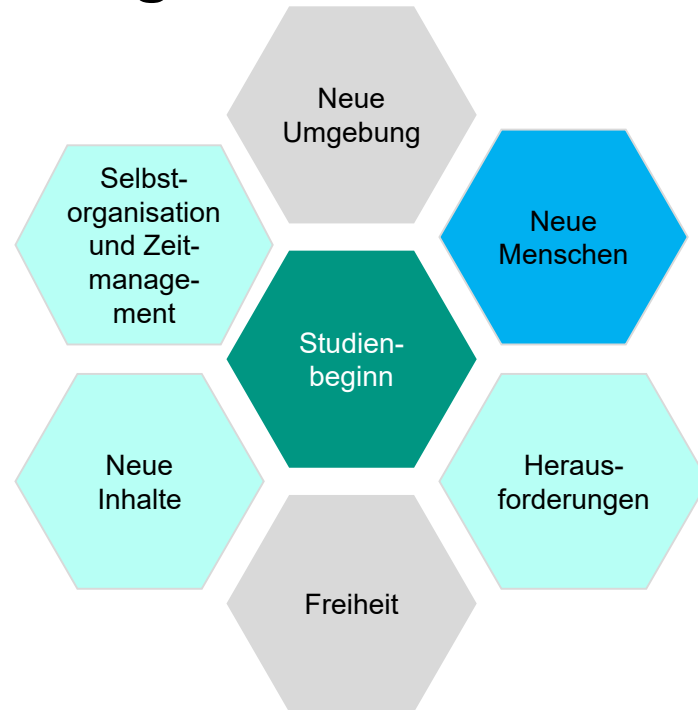 Neue
Umgebung
Selbst-
organisation
und Zeit-
manage-
ment
Neue
Menschen
Studien-
beginn
Neue
Inhalte
Heraus-
forderungen
Freiheit